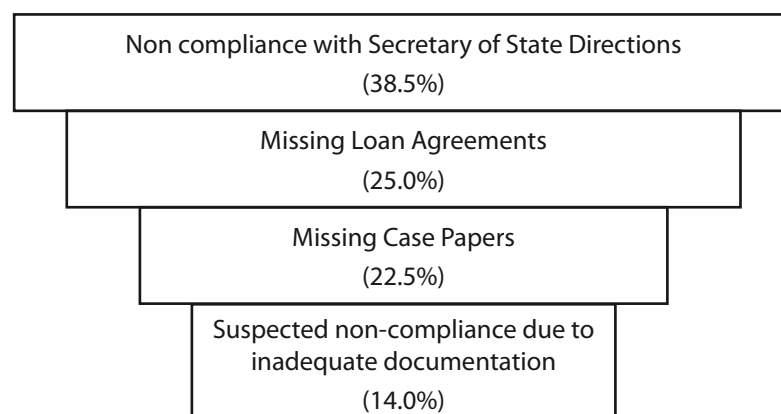 Non compliance with Secretary of State Directions
(38.5%)
Missing Loan Agreements
(25.0%)
Missing Case Papers
(22.5%)
Suspected non-compliance due to
inadequate documentation
(14.0%)